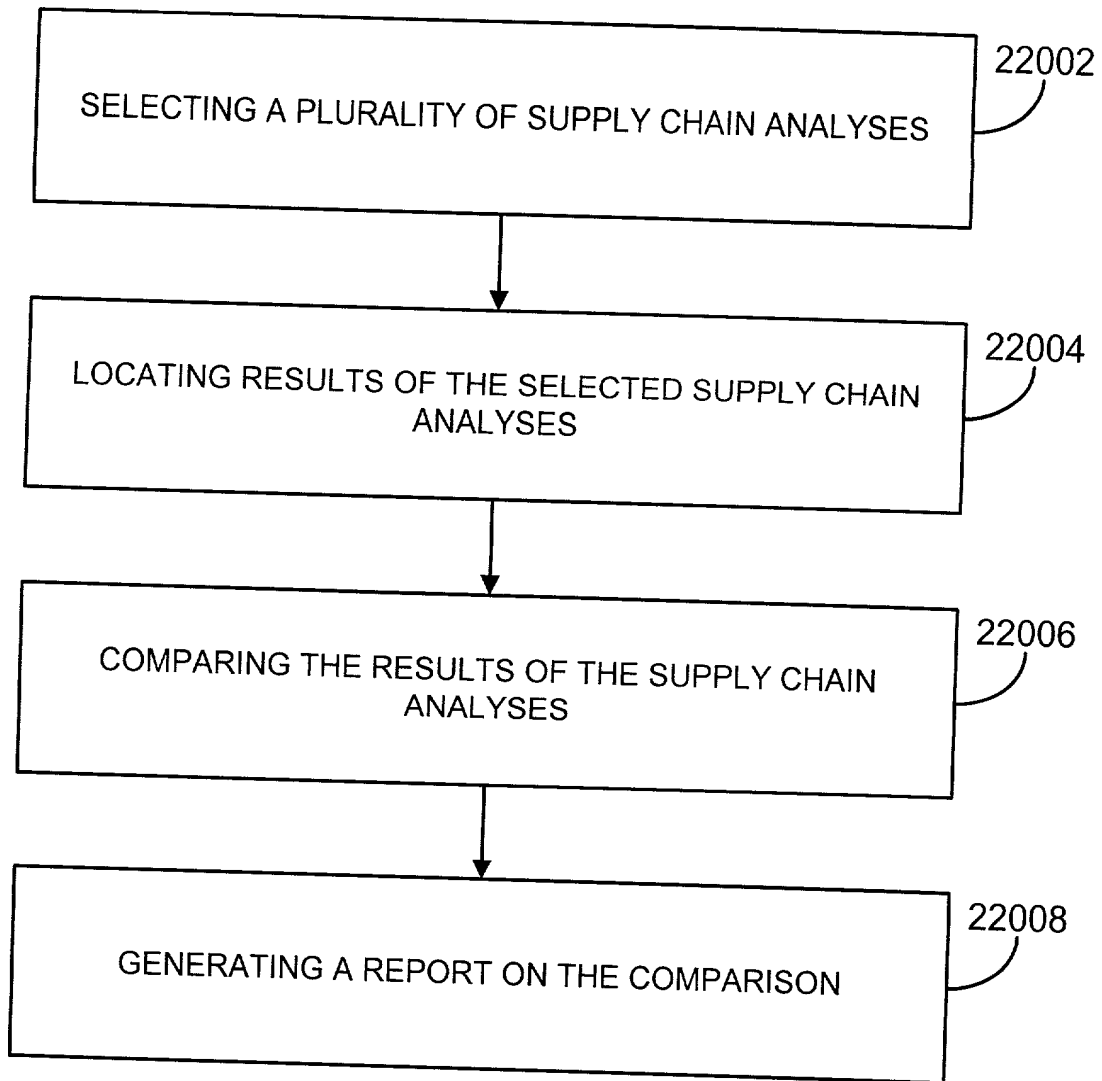 22002
SELECTING A PLURALITY OF SUPPLY CHAIN ANALYSES
22004
LOCATING RESULTS OF THE SELECTED SUPPLY CHAIN
ANALYSES
22006
COMPARING THE RESULTS OF THE SUPPLY CHAIN
ANALYSES
22008
GENERATING A REPORT ON THE COMPARISON